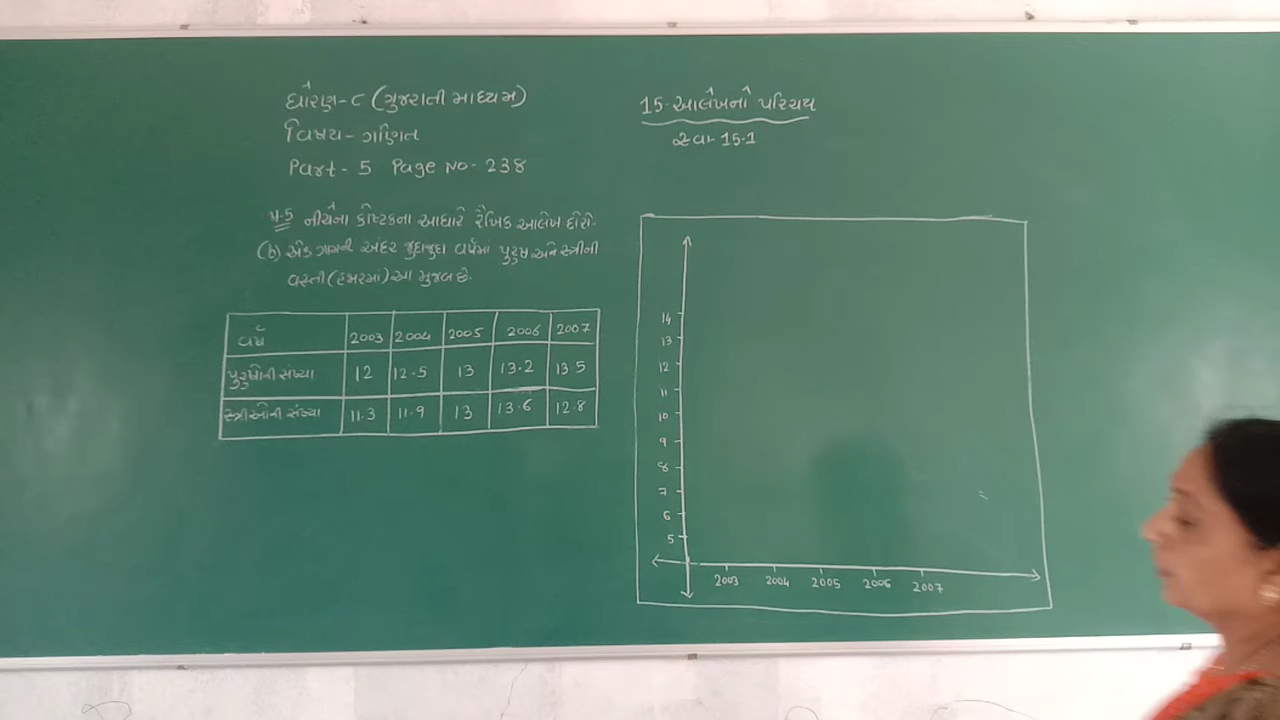 ધોરણ-૮ (ગુજરાતી માધ્યમ)
વિષય- ગણિત
Part - 5 Page No- 238
15. આલેખનો પરિચય
સ્વા- 15.1
પ્ર-5 નીચેના કોષ્ટકના આધારે રૈખિક આલેખ દોરો.
(b) એક ગામની અંદર જુદાજુદા વર્ષમાં પુરુષ અને સ્ત્રીની
વસ્તી (હજારમાં) આ મુજબ છે.
વર્ષ 2003 2004 2005 2006 2007
પુરુષોની સંખ્યા 12 12.5 13 13.2 13.5
સ્ત્રીઓની સંખ્યા 11.3 11.9 13 13.6 12.8
14
13
12
11
10
9
8
7
6
5
2003 2004 2005 2006 2007